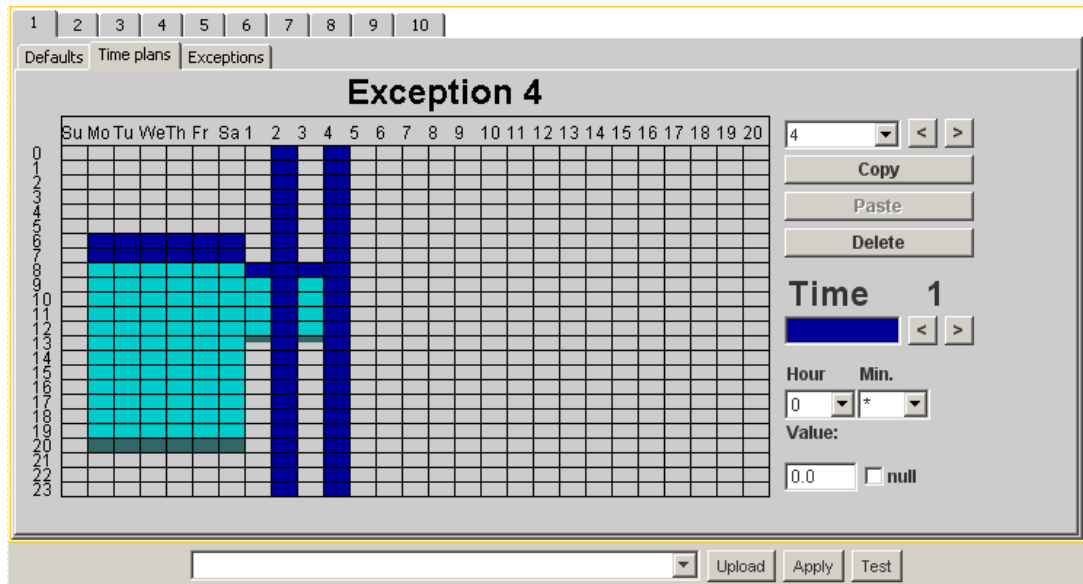 1 2 3 4 5 6 7 8 9 10
Defaults Time plans Exceptions
Exception 4
Su Mo Tu We Th Fr Sa 1 2 3 4 5 6 7 8 9 10 11 12 13 14 15 16 17 18 19 20
0
1
2
3
4
5
6
7
8
9
10
11
12
13
14
15
16
17
18
19
20
21
22
23
4 < >
Copy
Paste
Delete
Time 1
< >
Hour Min.
0 *
Value:
0.0 null
Upload Apply Test